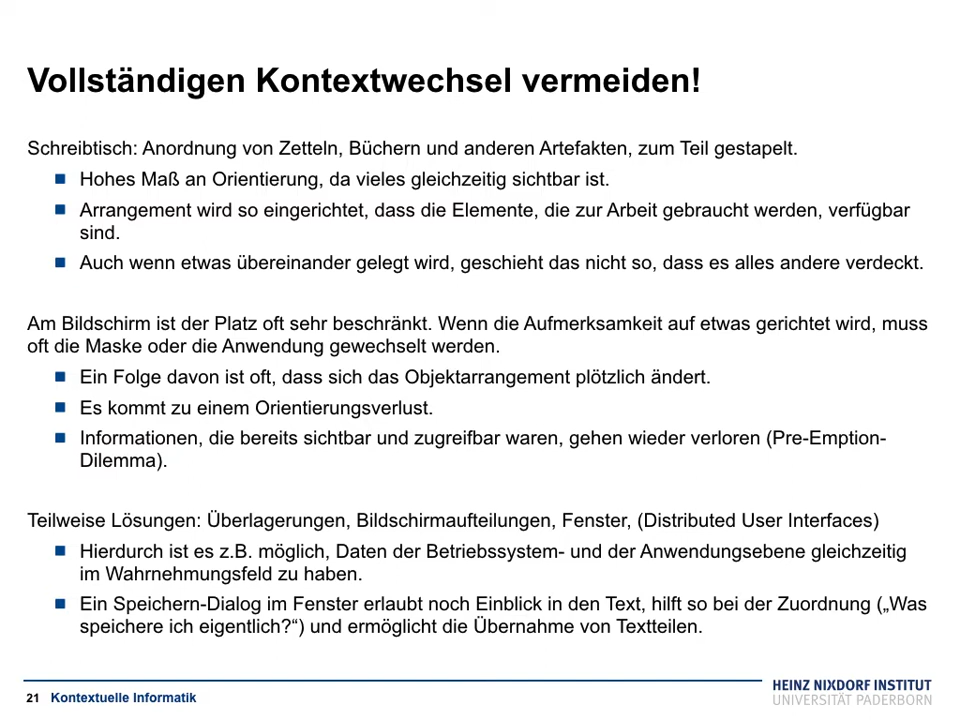 Vollständigen Kontextwechsel vermeiden!
Schreibtisch: Anordnung von Zetteln, Büchern und anderen Artefakten, zum Teil gestapelt.
Hohes Maß an Orientierung, da vieles gleichzeitig sichtbar ist.
Arrangement wird so eingerichtet, dass die Elemente, die zur Arbeit gebraucht werden, verfügbar
sind.
Auch wenn etwas übereinander gelegt wird, geschieht das nicht so, dass es alles andere verdeckt.
Am Bildschirm ist der Platz oft sehr beschränkt. Wenn die Aufmerksamkeit auf etwas gerichtet wird, muss
oft die Maske oder die Anwendung gewechselt werden.
Ein Folge davon ist oft, dass sich das Objektarrangement plötzlich ändert.
Es kommt zu einem Orientierungsverlust.
Informationen, die bereits sichtbar und zugreifbar waren, gehen wieder verloren (Pre-Emption-
Dilemma).
Teilweise Lösungen: Überlagerungen, Bildschirmaufteilungen, Fenster, (Distributed User Interfaces)
Hierdurch ist es z.B. möglich, Daten der Betriebssystem- und der Anwendungsebene gleichzeitig
im Wahrnehmungsfeld zu haben.
Ein Speichern-Dialog im Fenster erlaubt noch Einblick in den Text, hilft so bei der Zuordnung („Was
speichere ich eigentlich?“) und ermöglicht die Übernahme von Textteilen.
21 Kontextuelle Informatik
HEINZ NIXDORF INSTITUT
UNIVERSITÄT PADERBORN